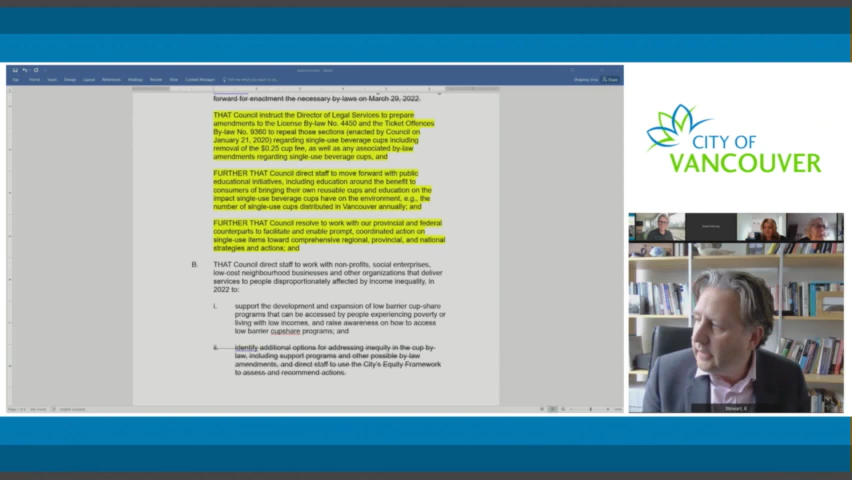 forward for enactment the necessary by laws on March 29, 2022.
THAT Council instruct the Director of Legal Services to prepare
amendments to the License By-law No. 4450 and the Ticket Offences
By-law No. 9360 to repeal those sections (enacted by Council on
January 21, 2020) regarding single-use beverage cups including
removal of the $0.25 cup fee, as well as any associated by-law
amendments regarding single-use beverage cups, and
FURTHER THAT Council direct staff to move forward with public
educational initiatives, including education around the benefit to
consumers of bringing their own reusable cups and education on the
impact single-use beverage cups have on the environment, e.g., the
number of single-use cups distributed in Vancouver annually; and
FURTHER THAT Council resolve to work with our provincial and federal
counterparts to facilitate and enable prompt, coordinated action on
single-use items toward comprehensive regional, provincial, and national
strategies and actions; and
B. THAT Council direct staff to work with non-profits, social enterprises,
low-cost neighbourhood businesses and other organizations that deliver
services to people disproportionately affected by income inequality, in
2022 to:
i. support the development and expansion of low barrier cup-share
programs that can be accessed by people experiencing poverty or
living with low incomes, and raise awareness on how to access
low barrier cupshare programs; and
ii. identify additional options for addressing inequity in the cup by-
law, including support programs and other possible by-law
amendments, and direct staff to use the City's Equity Framework
to assess and recommend actions.
CITY OF
VANCOUVER
Stewart, K